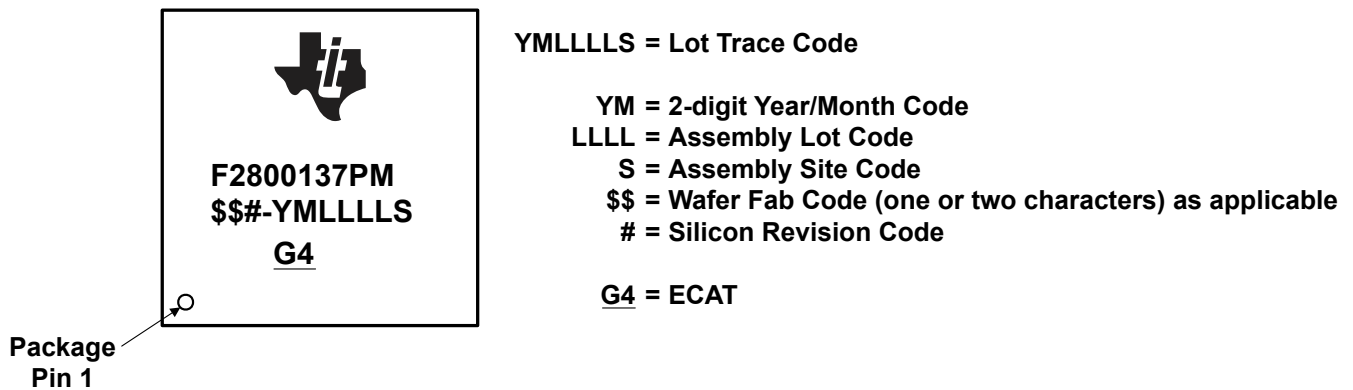 F2800137PM
$$#-YMLLLLS
G4
Package
Pin 1
YMLLLLS = Lot Trace Code
YM = 2-digit Year/Month Code
LLLL = Assembly Lot Code
S = Assembly Site Code
$$ = Wafer Fab Code (one or two characters) as applicable
# = Silicon Revision Code
G4 = ECAT